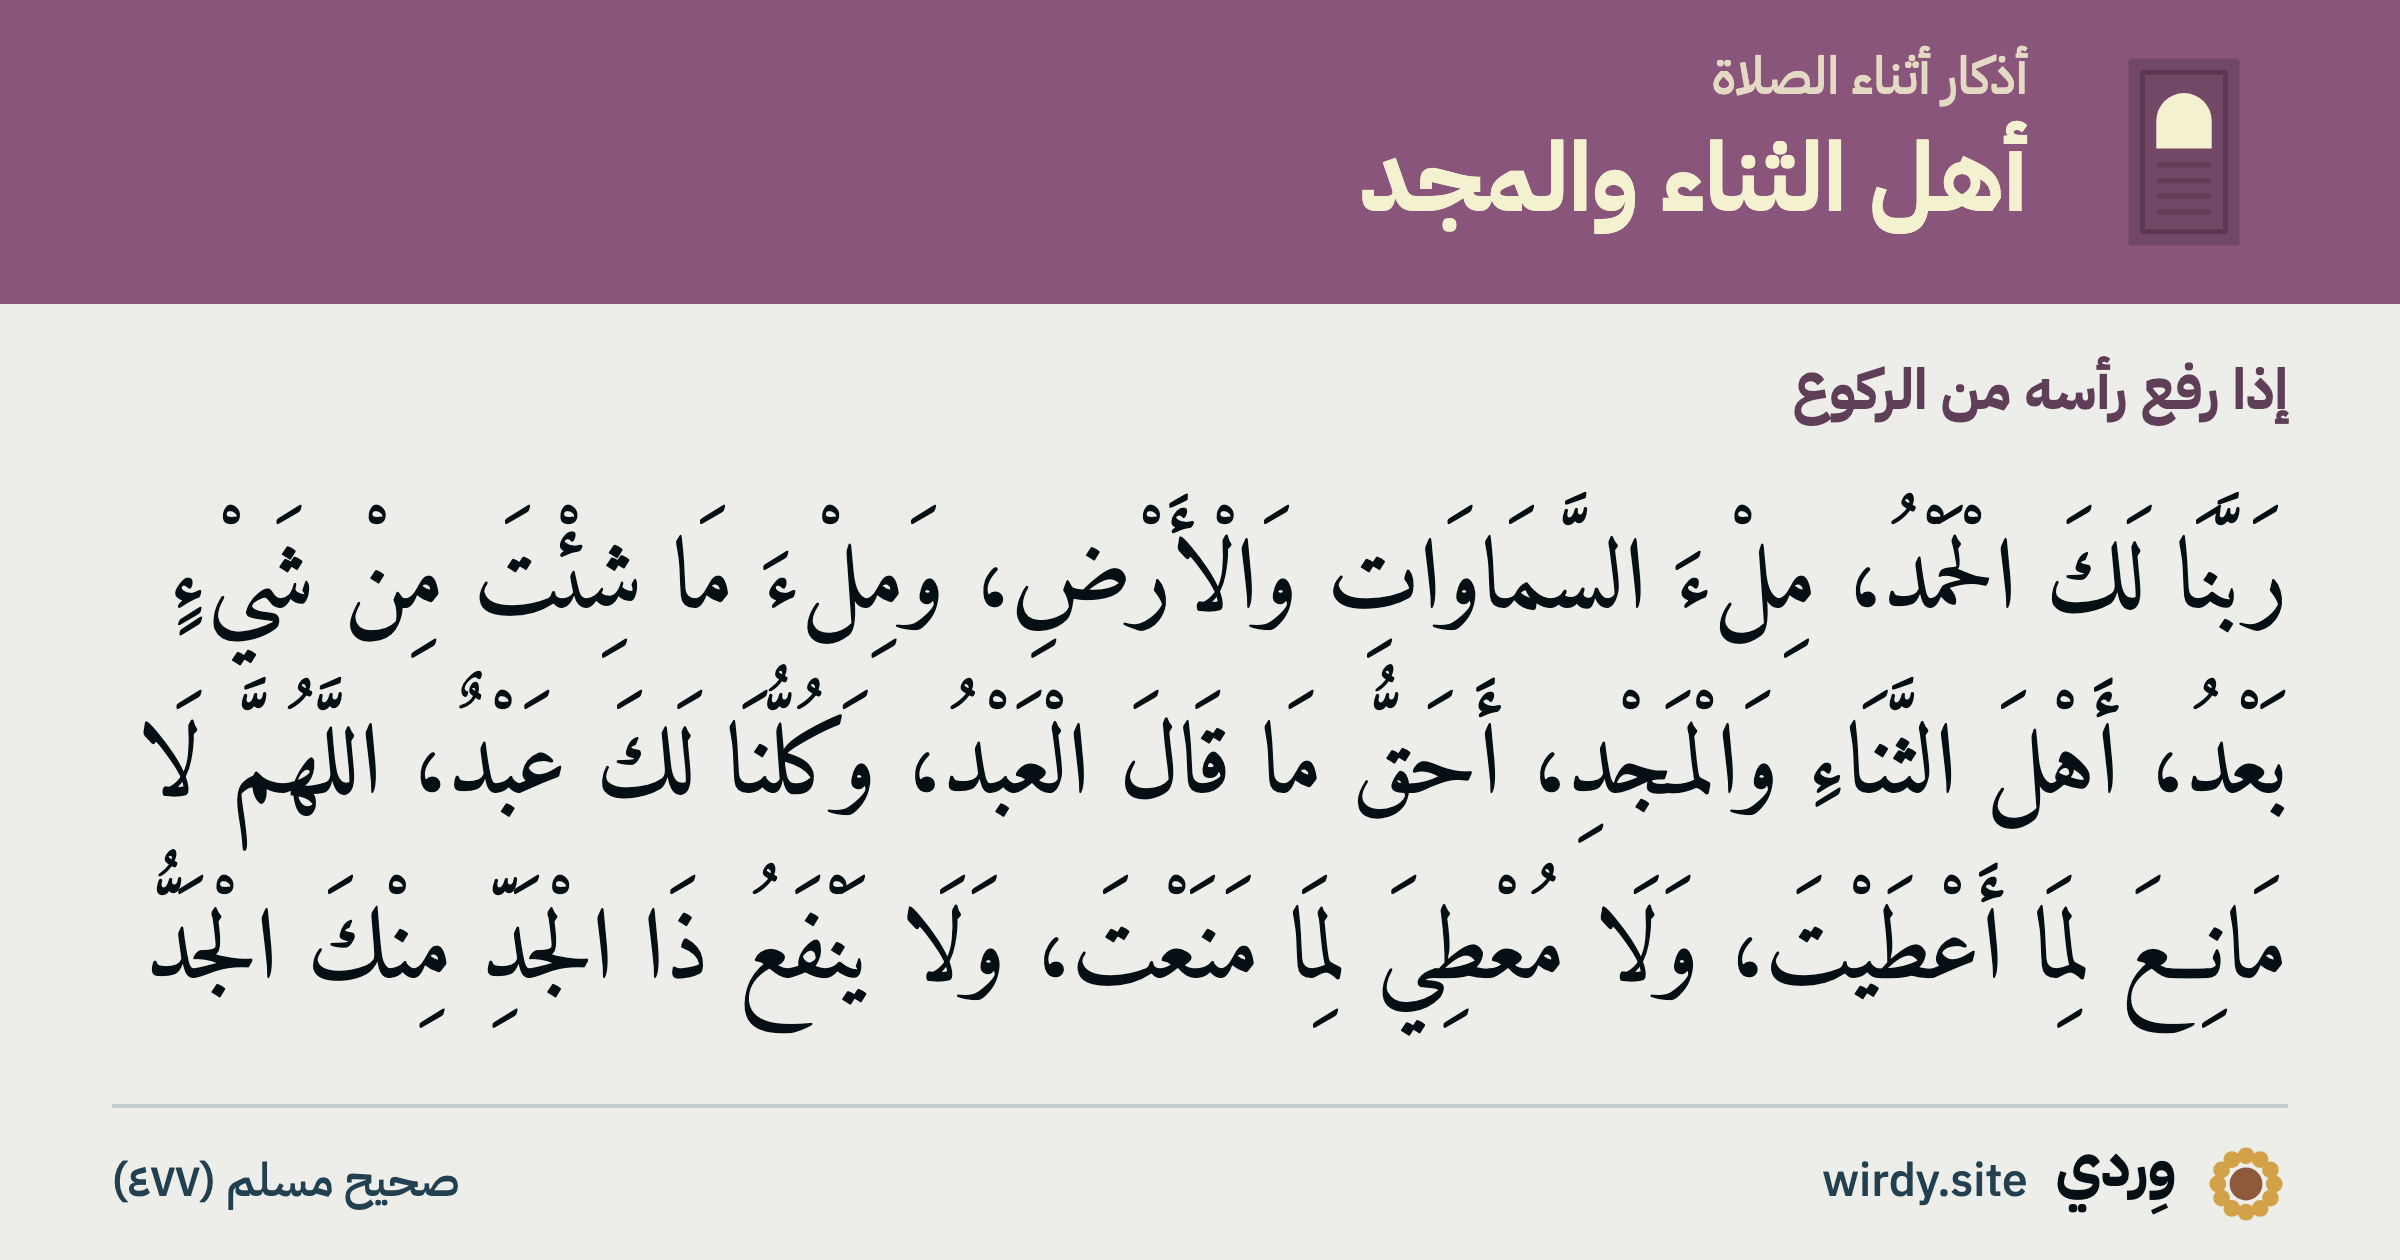 أذكار أثناء الصلاة
أهل الثناء والمجد
إذا رفع رأسه من الركوع
رَبَّنَا لَكَ الْحَمْدُ، مِلْءَ السَّمَاوَاتِ وَالْأَرْضِ، وَمِلْءَ مَا شِئْتَ مِنْ شَيْءٍ
بَعْدُ، أَهْلَ الثَّنَاءِ وَالْمَجْدِ، أَحَقُّ مَا قَالَ الْعَبْدُ، وَكُلُّنَا لَكَ عَبْدٌ، اللَّهُمَّ لَا
مَانِـعَ لِمَا أَعْطَيْتَ، وَلَا مُعْطِيَ لِمَا مَنَعْتَ، وَلَا يَنْفَعُ ذَا الْجَدِّ مِنْكَ الْجَدُّ
وِردي wirdy.site
صحيح مسلم (٤٧٧)